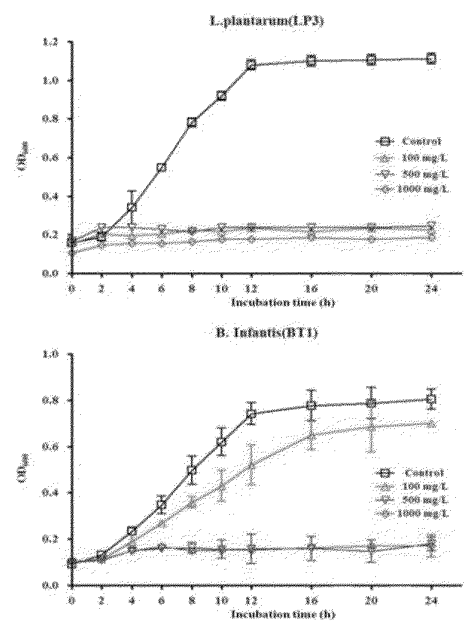 L.plantarum(LP3)
1.2
1.0
0.8
0.6
0.4
0.2
0.0
OD600
Control
100 mg/L
500 mg/L
1000 mg/L
0 2 4 6 8 10 12 16 20 24
Incubation time (h)
B. Infantis(BT1)
1.0
0.8
0.6
0.4
0.2
0.0
OD600
Control
100 mg/L
500 mg/L
1000 mg/L
0 2 4 6 8 10 12 16 20 24
Incubation time (h)